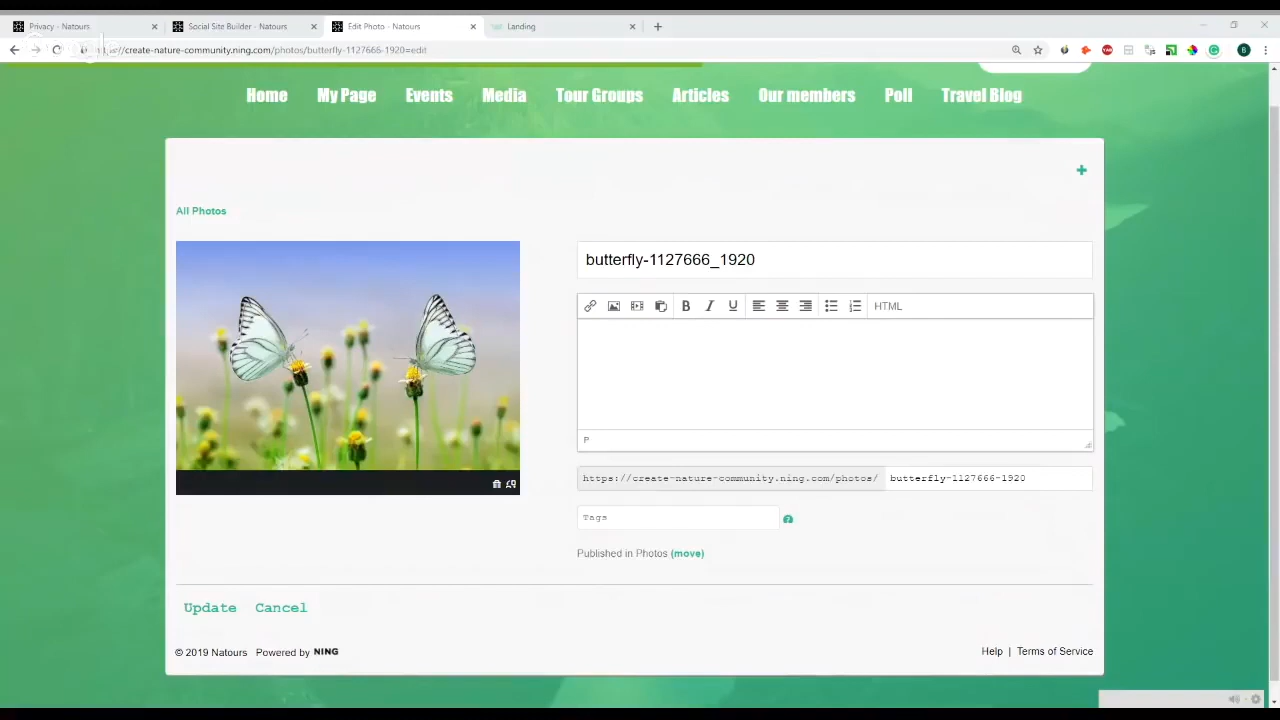 Privacy - Natours
Social Site Builder - Natours
Edit Photo - Natours
Landing
://create-nature-community.ning.com/photos/butterfly-1127666-1920=edit
Home My Page Events Media Tour Groups Articles Our members Poll Travel Blog
All Photos
butterfly-1127666_1920
B I U HTML
P
https://create-nature-community.ning.com/photos/ butterfly-1127666-1920
Tags
Published in Photos (move)
Update Cancel
© 2019 Natours Powered by NING
Help | Terms of Service